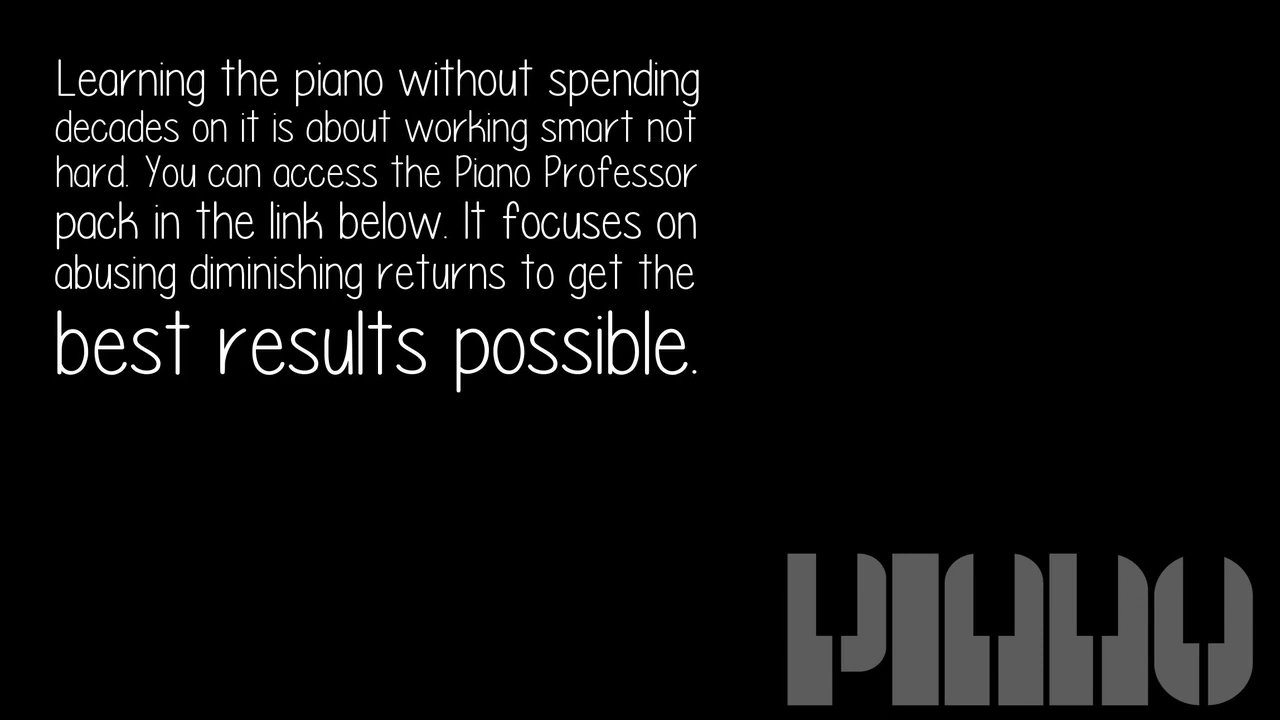 Learning the piano without spending
decades on it is about working smart not
hard. You can access the Piano Professor
pack in the link below. It focuses on
abusing diminishing returns to get the
best results possible.
PIANO